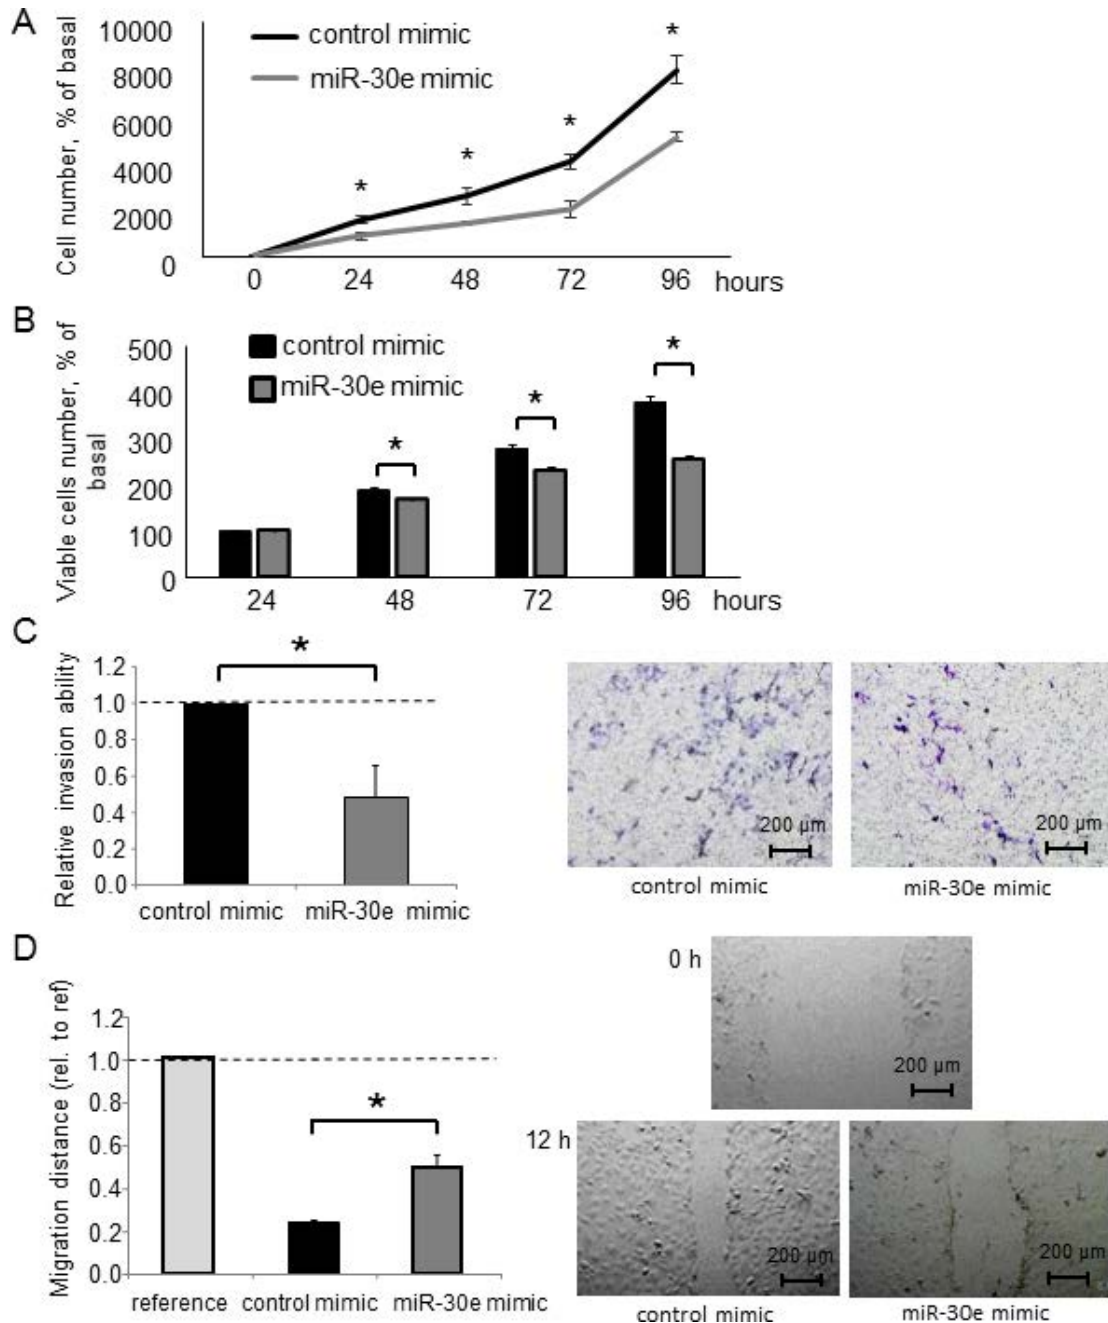 A
Cell number, % of basal
10000
8000
6000
4000
2000
0
control mimic
miR-30e mimic
*
*
*
*
0 24 48 72 96 hours
B
Viable cells number, % of
basal
500
400
300
200
100
0
control mimic
miR-30e mimic
*
*
*
24 48 72 96 hours
C
Relative invasion ability
1.2
1.0
0.8
0.6
0.4
0.2
0.0
*
control mimic miR-30e mimic
200 µm
control mimic
200 µm
miR-30e mimic
D
Migration distance (rel. to ref)
1.2
1.0
0.8
0.6
0.4
0.2
0.0
*
reference control mimic miR-30e mimic
0 h
200 µm
12 h
200 µm
control mimic
200 µm
miR-30e mimic